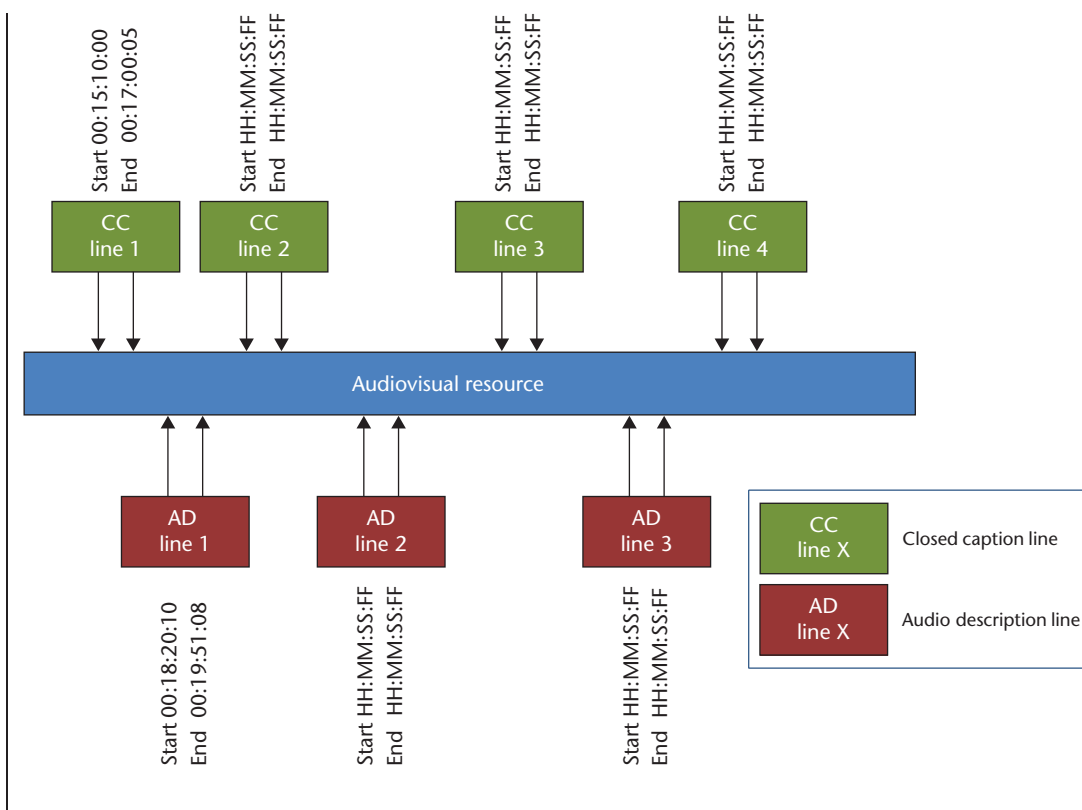 Start 00:15:10:00
End 00:17:00:05
Start HH:MM:SS:FF
End HH:MM:SS:FF
Start HH:MM:SS:FF
End HH:MM:SS:FF
Start HH:MM:SS:FF
End HH:MM:SS:FF
CC
line 1
CC
line 2
CC
line 3
CC
line 4
Audiovisual resource
AD
line 1
AD
line 2
AD
line 3
Start 00:18:20:10
End 00:19:51:08
Start HH:MM:SS:FF
End HH:MM:SS:FF
Start HH:MM:SS:FF
End HH:MM:SS:FF
CC
line X
Closed caption line
AD
line X
Audio description line